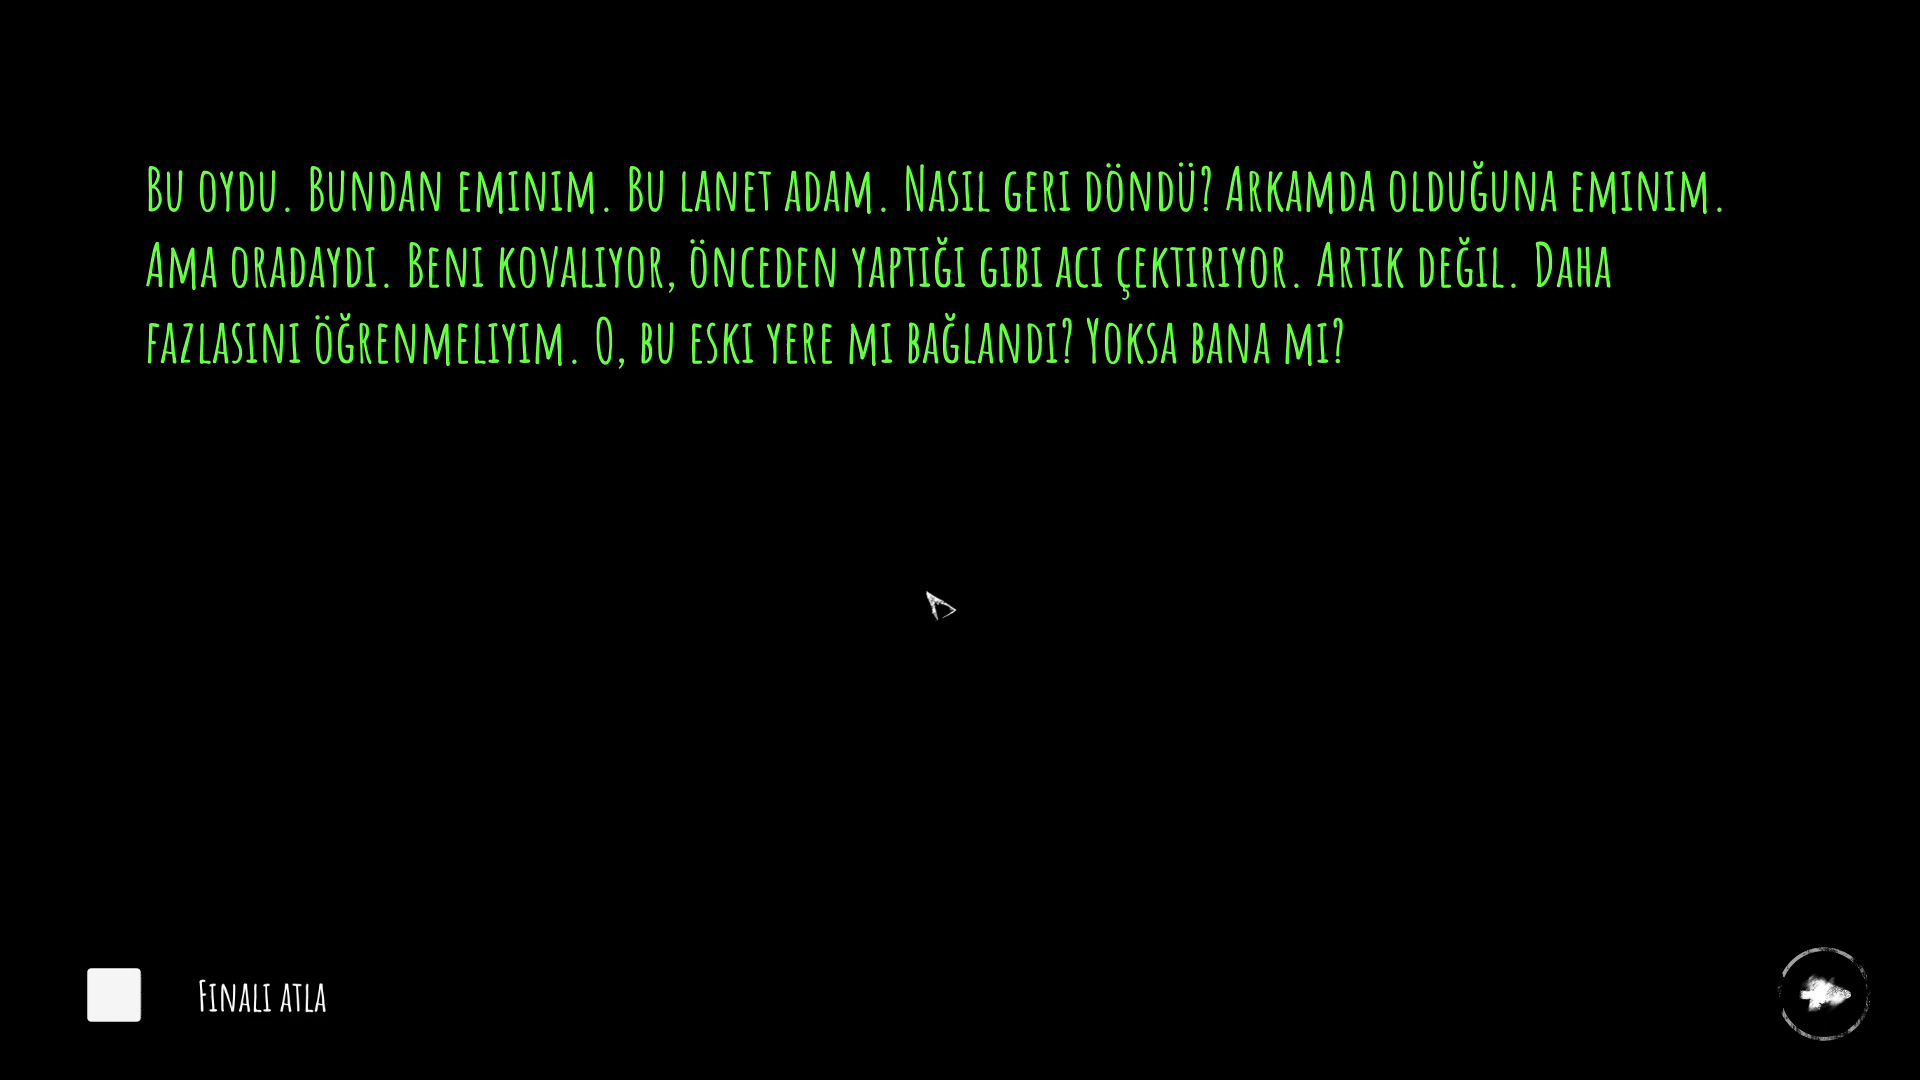 Bu oydu. Bundan eminim. Bu lanet adam. Nasıl geri döndü? Arkamda olduğuna eminim.
Ama oradaydı. Beni kovalıyor, önceden yaptığı gibi acı çektiriyor. Artık değil. Daha
fazlasını öğrenmeliyim. O, bu eski yere mi bağlandı? Yoksa bana mı?
Finali atla